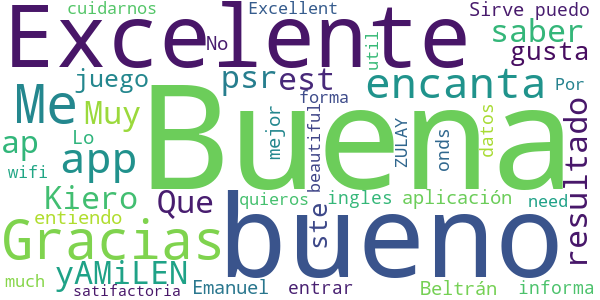 cuidarnos Excellent Sirve puedo
Excelente No saber
util gusta
juego psr est encanta Por
Me Muy forma
Buena
ap Lo app mejor beautiful ZULAY onds datos resultado
wifi
Kiero Que quieros ingles aplicación need
entiendo ste bueno
Gracias
yAMiLEN
much satifactoria Emanuel entrar Beltrán informa